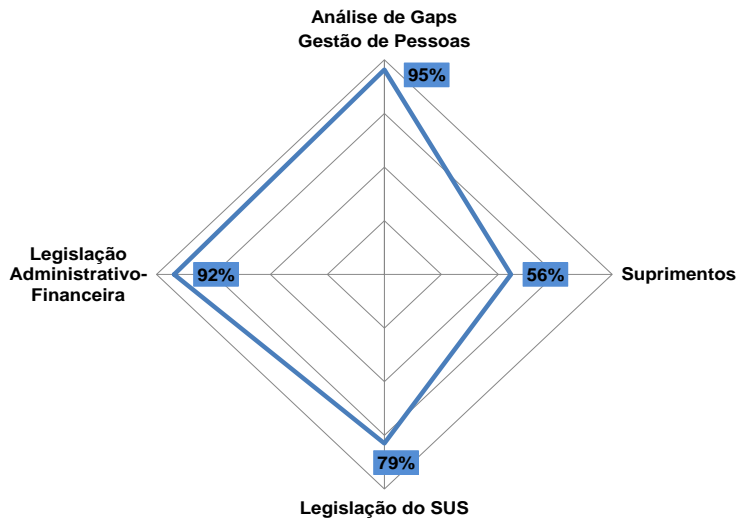 Análise de Gaps
Gestão de Pessoas
95%
Legislação
Administrativo-
Financeira
92%
56%
Suprimentos
79%
Legislação do SUS